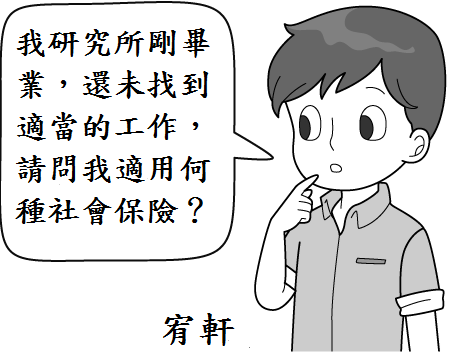 我研究所剛畢
業，還未找到
適當的工作，
請問我適用何
種社會保險？
宥軒